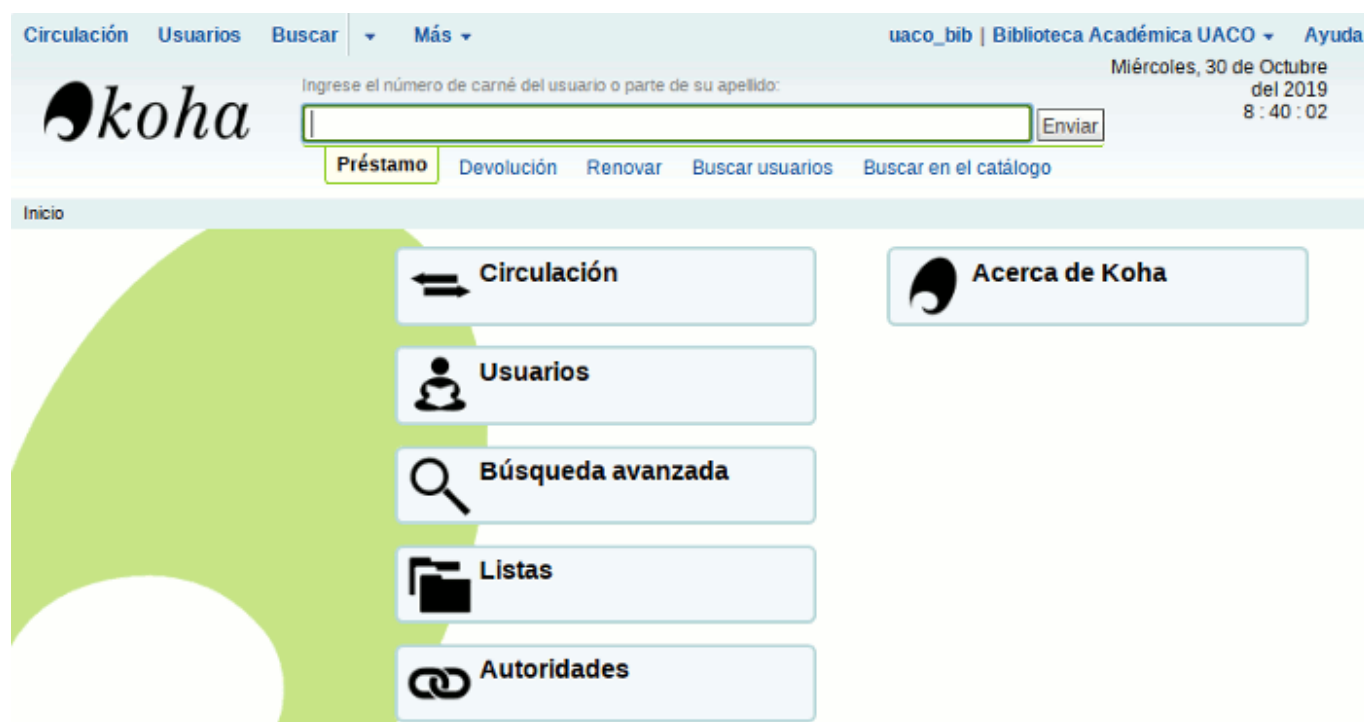 Circulación Usuarios Buscar Más uaco_bib | Biblioteca Académica UACO Ayuda
Miércoles, 30 de Octubre
del 2019
8 : 40 : 02
koha
Ingrese el número de carné del usuario o parte de su apellido:
Enviar
Préstamo Devolución Renovar Buscar usuarios Buscar en el catálogo
Inicio
Circulación
Acerca de Koha
Usuarios
Búsqueda avanzada
Listas
Autoridades